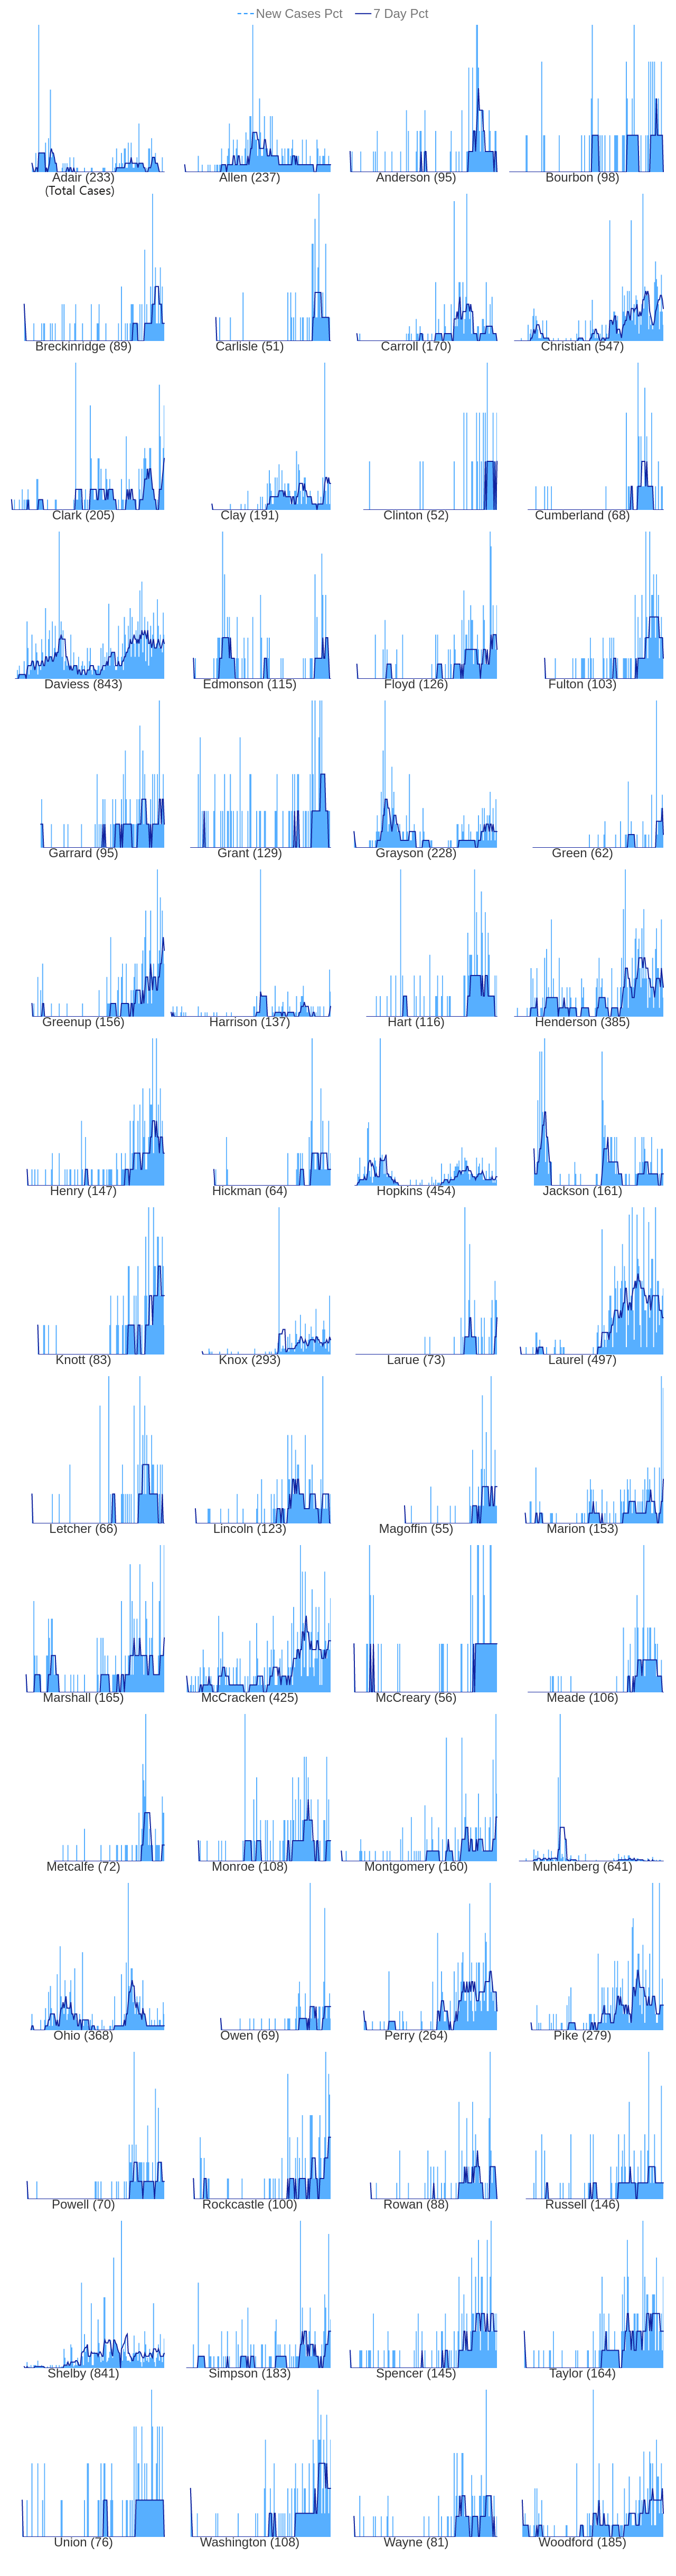 New Cases Pct 7 Day Pct
Adair (233) Allen (237) Anderson (95) Bourbon (98)
(Total Cases)
Breckinridge (89) Carlisle (51) Carroll (170) Christian (547)
Clark (205) Clay (191) Clinton (52) Cumberland (68)
Daviess (843) Edmonson (115) Floyd (126) Fulton (103)
Garrard (95) Grant (129) Grayson (228) Green (62)
Greenup (156) Harrison (137) Hart (116) Henderson (385)
Henry (147) Hickman (64) Hopkins (454) Jackson (161)
Knott (83) Knox (293) Larue (73) Laurel (497)
Letcher (66) Lincoln (123) Magoffin (55) Marion (153)
Marshall (165) McCracken (425) McCreary (56) Meade (106)
Metcalfe (72) Monroe (108) Montgomery (160) Muhlenberg (641)
Ohio (368) Owen (69) Perry (264) Pike (279)
Powell (70) Rockcastle (100) Rowan (88) Russell (146)
Shelby (841) Simpson (183) Spencer (145) Taylor (164)
Union (76) Washington (108) Wayne (81) Woodford (185)